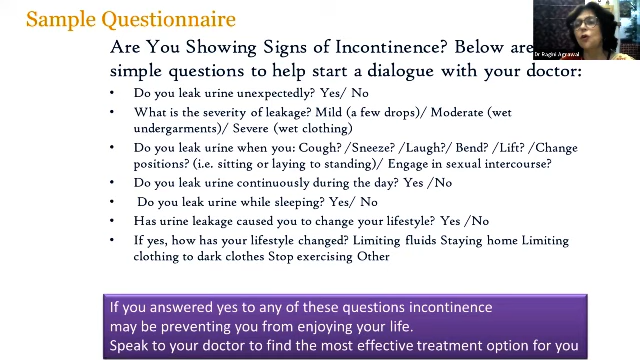 Sample Questionnaire
Are You Showing Signs of Incontinence? Below are
simple questions to help start a dialogue with your doctor:
• Do you leak urine unexpectedly? Yes/ No
• What is the severity of leakage? Mild (a few drops)/ Moderate (wet
undergarments)/ Severe (wet clothing)
• Do you leak urine when you: Cough? /Sneeze? /Laugh?/ Bend? /Lift? /Change
positions? (i.e. sitting or laying to standing)/ Engage in sexual intercourse?
• Do you leak urine continuously during the day? Yes /No
• Do you leak urine while sleeping? Yes/ No
• Has urine leakage caused you to change your lifestyle? Yes /No
• If yes, how has your lifestyle changed? Limiting fluids Staying home Limiting
clothing to dark clothes Stop exercising Other
If you answered yes to any of these questions incontinence
may be preventing you from enjoying your life.
Speak to your doctor to find the most effective treatment option for you
Dr Ragini Agrawal